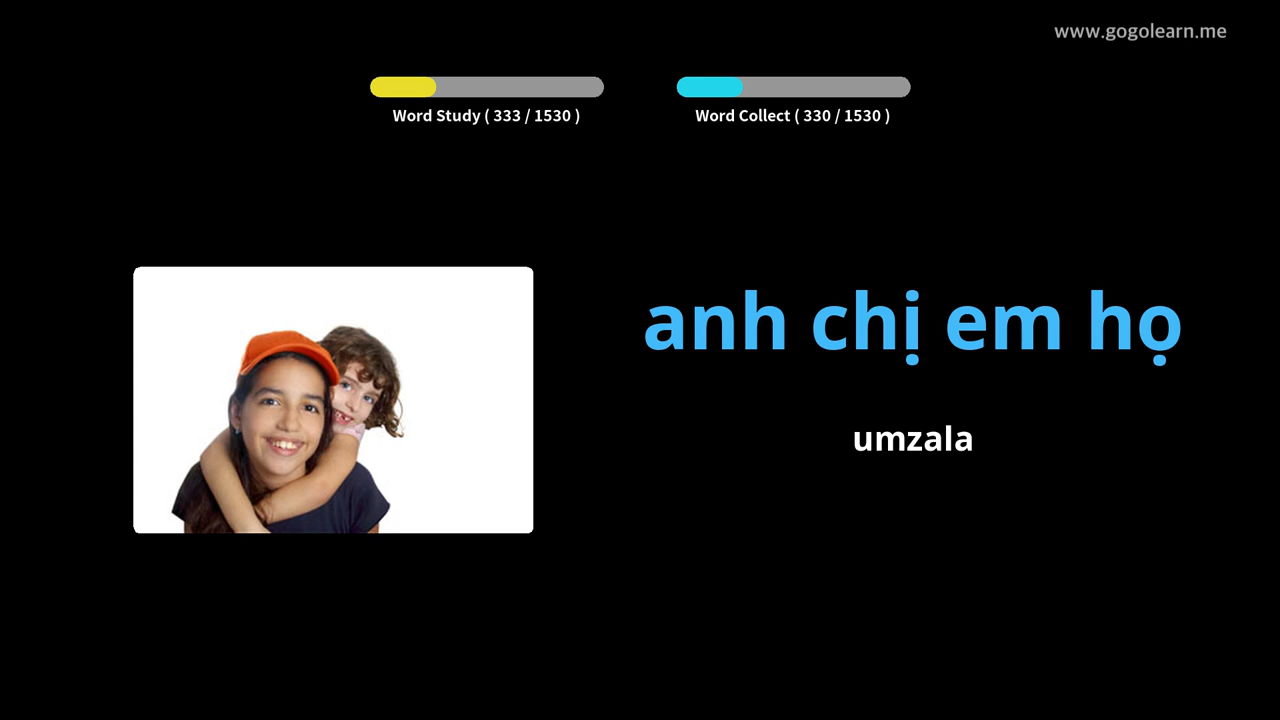 www.gogolearn.me
Word Study ( 333 / 1530 )
Word Collect ( 330 / 1530 )
anh chị em họ
umzala